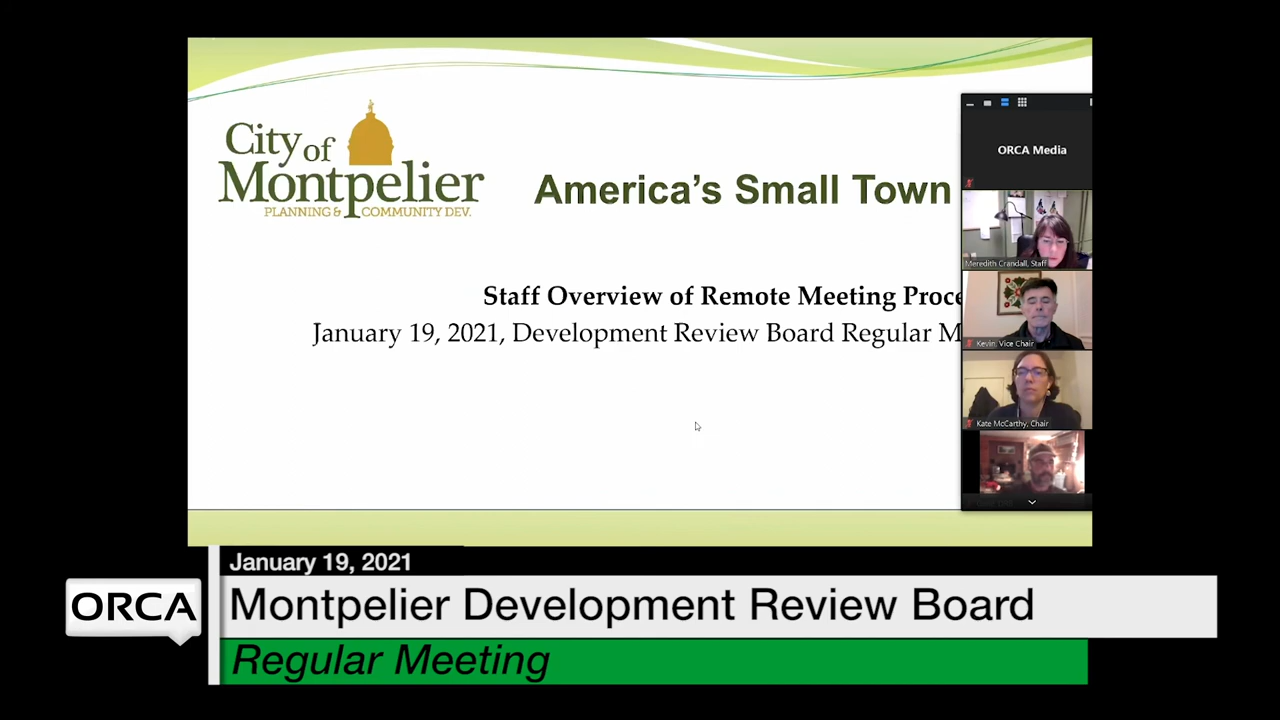 City of
Montpelier
PLANNING & COMMUNITY DEV.
America's Small Town
Staff Overview of Remote Meeting Proce
January 19, 2021, Development Review Board Regular M
ORCA Media
Meredith Crandall, Staff
Kevin, Vice Chair
Kate McCarthy, Chair
January 19, 2021
ORCA
Montpelier Development Review Board
Regular Meeting